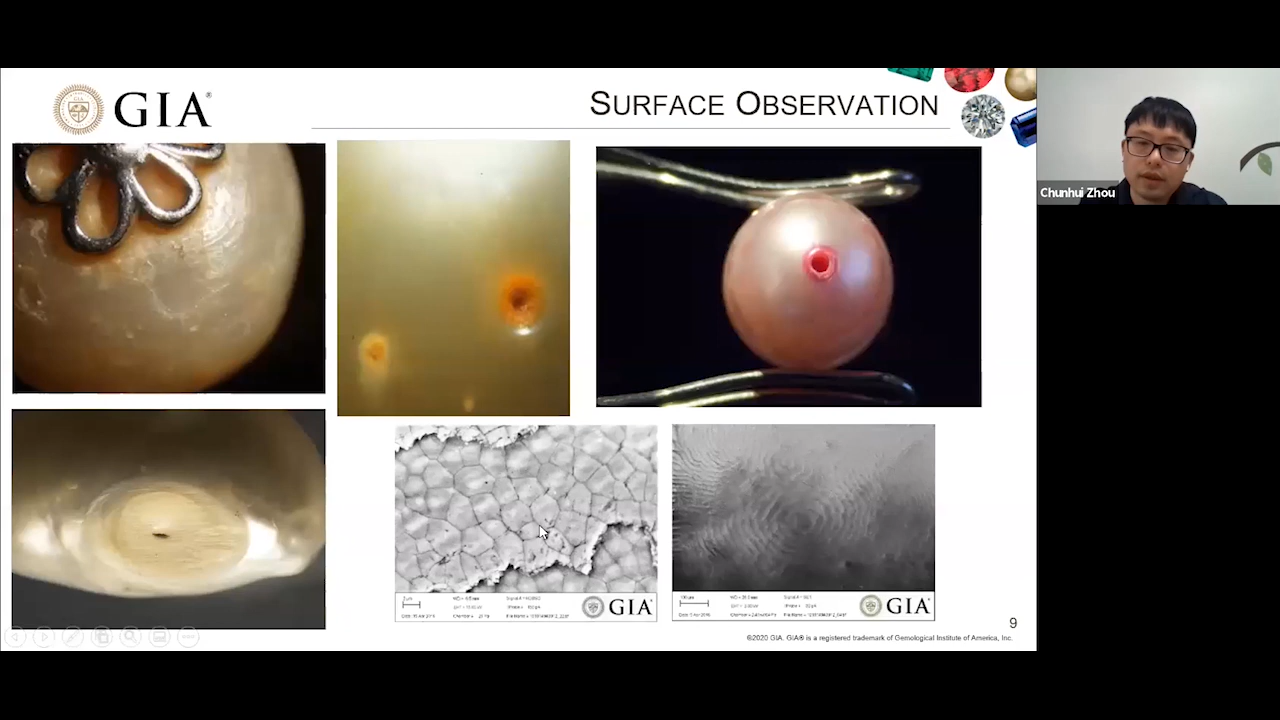 GIA®
SURFACE OBSERVATION
Chunhui Zhou
GIA
GIA
9
©2020 GIA. GIA® is a registered trademark of Gemological Institute of America, Inc.